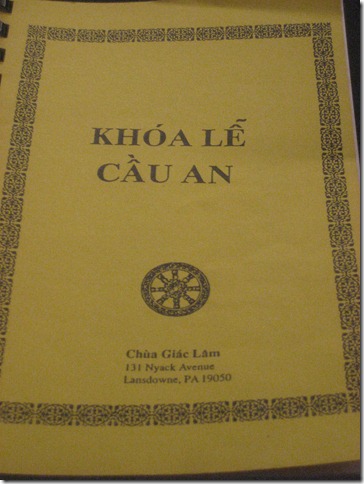 KHÓA LỄ
CẦU AN
Chùa Giác Lâm
131 Nyack Avenue
Lansdowne, PA 19050